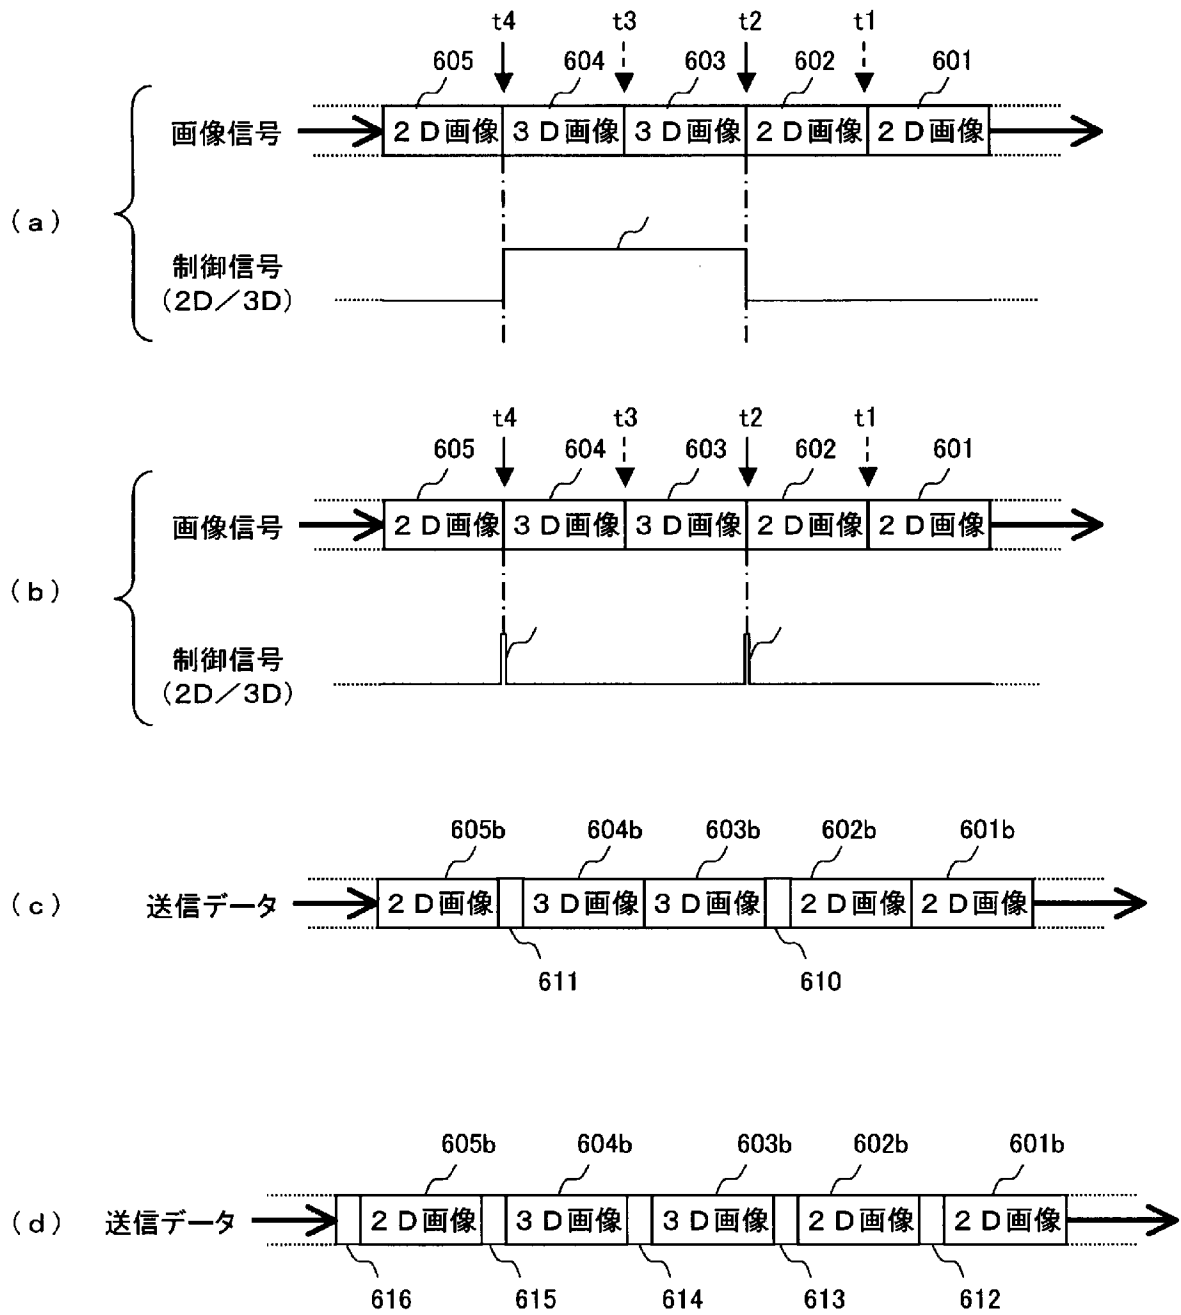 t4 t3 t2 t1
605 604 603 602 601
画像信号 2D画像 3D画像 3D画像 2D画像 2D画像
(a)
制御信号
(2D/3D)
t4 t3 t2 t1
605 604 603 602 601
画像信号 2D画像 3D画像 3D画像 2D画像 2D画像
(b)
制御信号
(2D/3D)
605b 604b 603b 602b 601b
(c) 送信データ 2D画像 3D画像 3D画像 2D画像 2D画像
611 610
605b 604b 603b 602b 601b
(d) 送信データ 2D画像 3D画像 3D画像 2D画像 2D画像
616 615 614 613 612